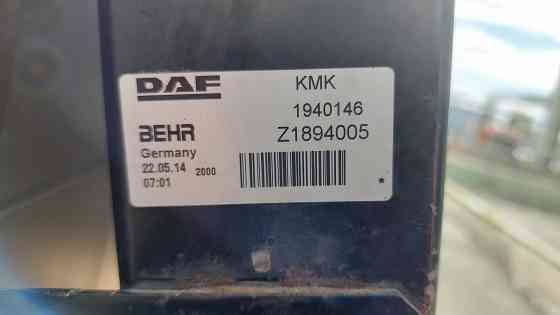 DAF KMK
1940146
BEHR Z1894005
Germany
22.05.14 2000
07:01
*